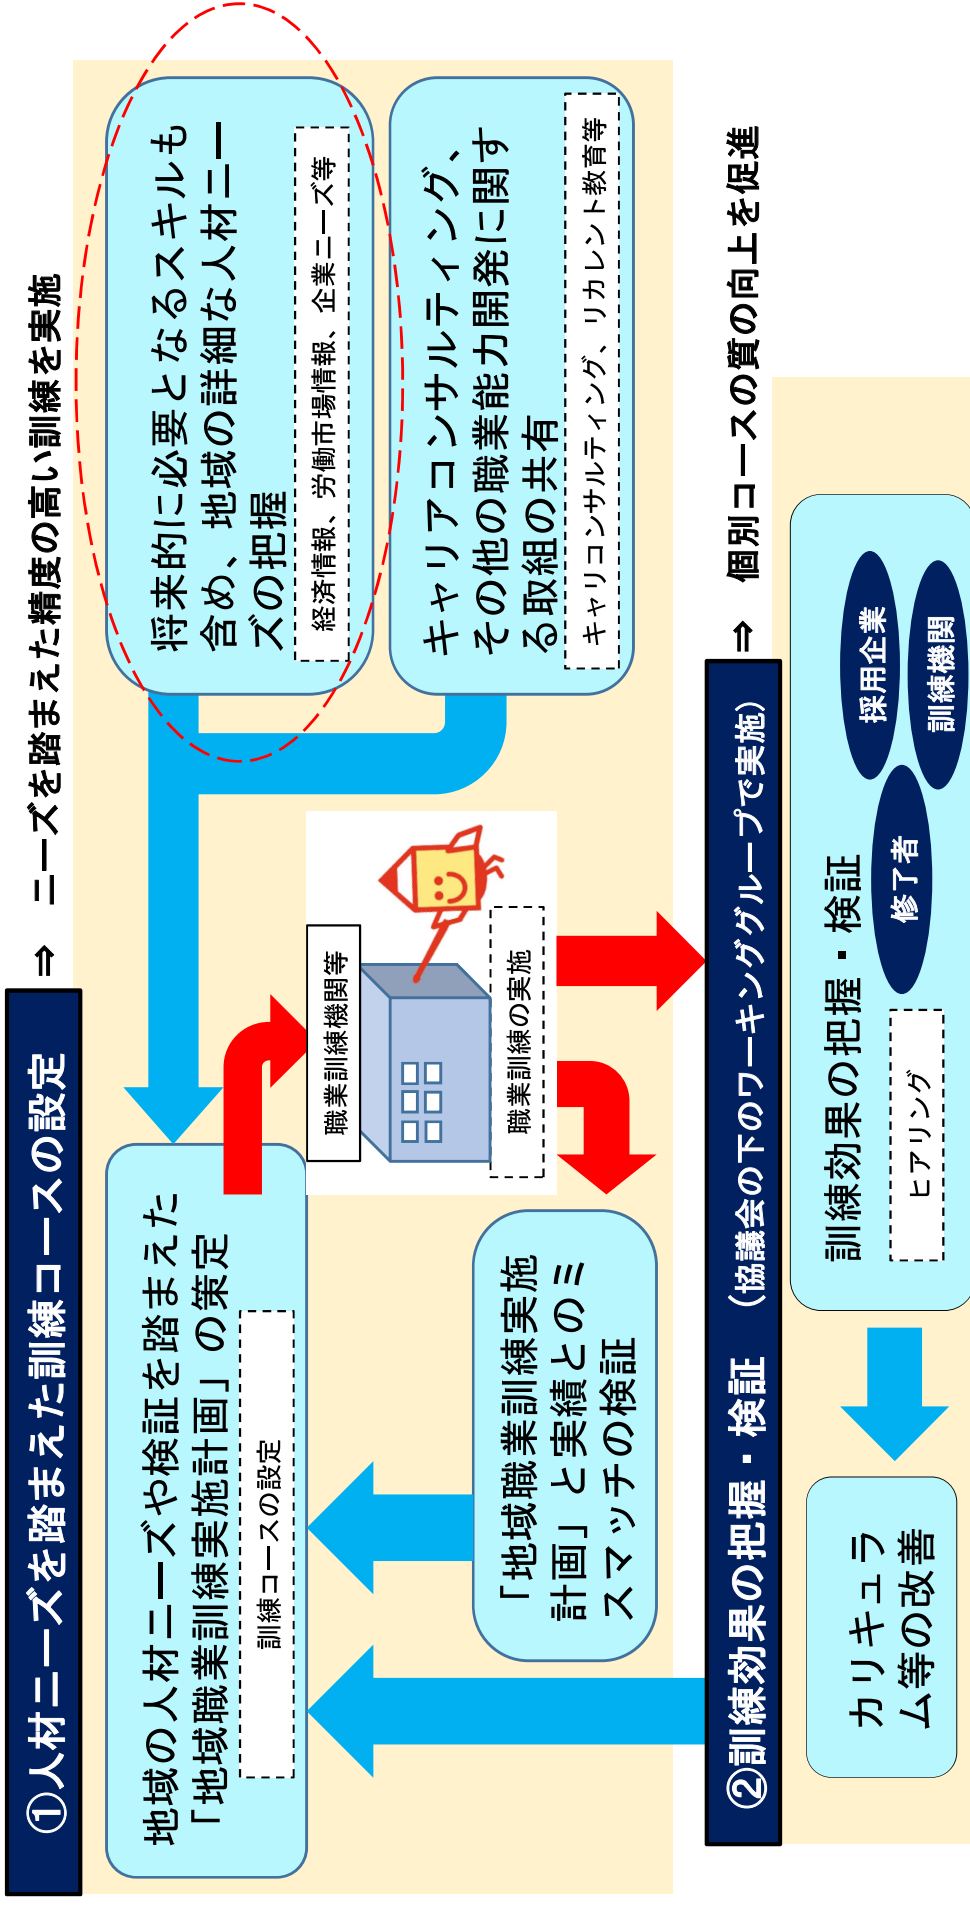 ①人材ニーズを踏まえた訓練コースの設定
⇒　ニーズを踏まえた精度の高い訓練を実施
地域の人材ニーズや検証を踏まえた
「地域職業訓練実施計画」の策定
訓練コースの設定
将来的に必要となるスキルも
含め、地域の詳細な人材ニー
ズの把握
経済情報、労働市場情報、企業ニーズ等
キャリアコンサルティング、
その他の職業能力開発に関す
る取組の共有
キャリコンサルティング、リカレント教育等
職業訓練機関等
職業訓練の実施
「地域職業訓練実施
計画」と実績とのミ
スマッチの検証
②訓練効果の把握・検証　（協議会の下のワーキンググループで実施）
⇒　個別コースの質の向上を促進
カリキュラ
ム等の改善
訓練効果の把握・検証
ヒアリング
修了者
採用企業
訓練機関